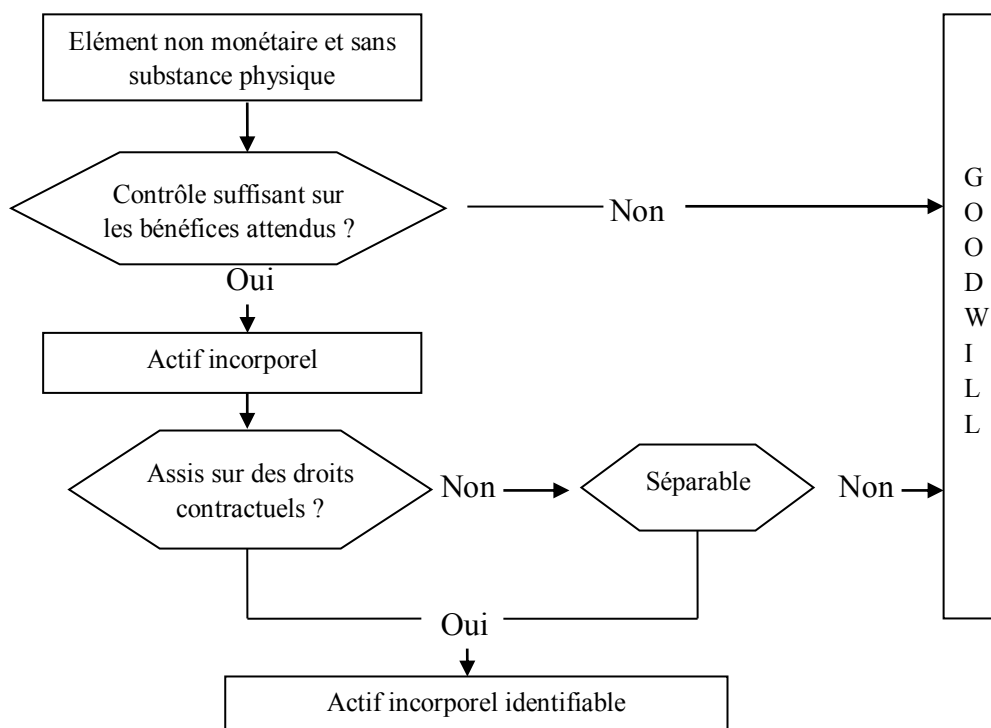 Elément non monétaire et sans
substance physique
Contrôle suffisant sur
les bénéfices attendus ?
Non
Oui
Actif incorporel
Assis sur des droits
contractuels ?
Non
Séparable
Non
Oui
Actif incorporel identifiable
G
O
O
D
W
I
L
L